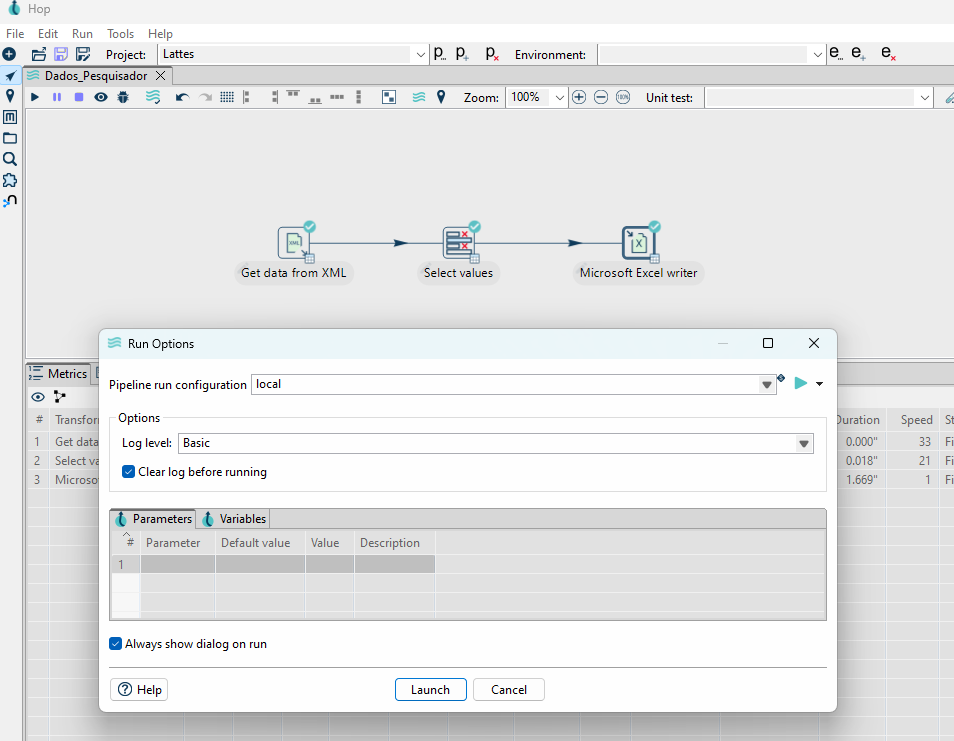 Hop
File Edit Run Tools Help
Project: Lattes Environment:
Dados_Pesquisador
Zoom: 100% 100% Unit test:
XML
Get data from XML
Select values
X
Microsoft Excel writer
Run Options
Pipeline run configuration local
Options
Log level: Basic
Clear log before running
Parameters Variables
# Parameter Default value Value Description
1
Always show dialog on run
Help Launch Cancel
Metrics
# Transfor Duration Speed St
1 Get data 0.000" 33 Fi
2 Select va 0.018" 21 Fi
3 Microso 1.669" 1 Fi